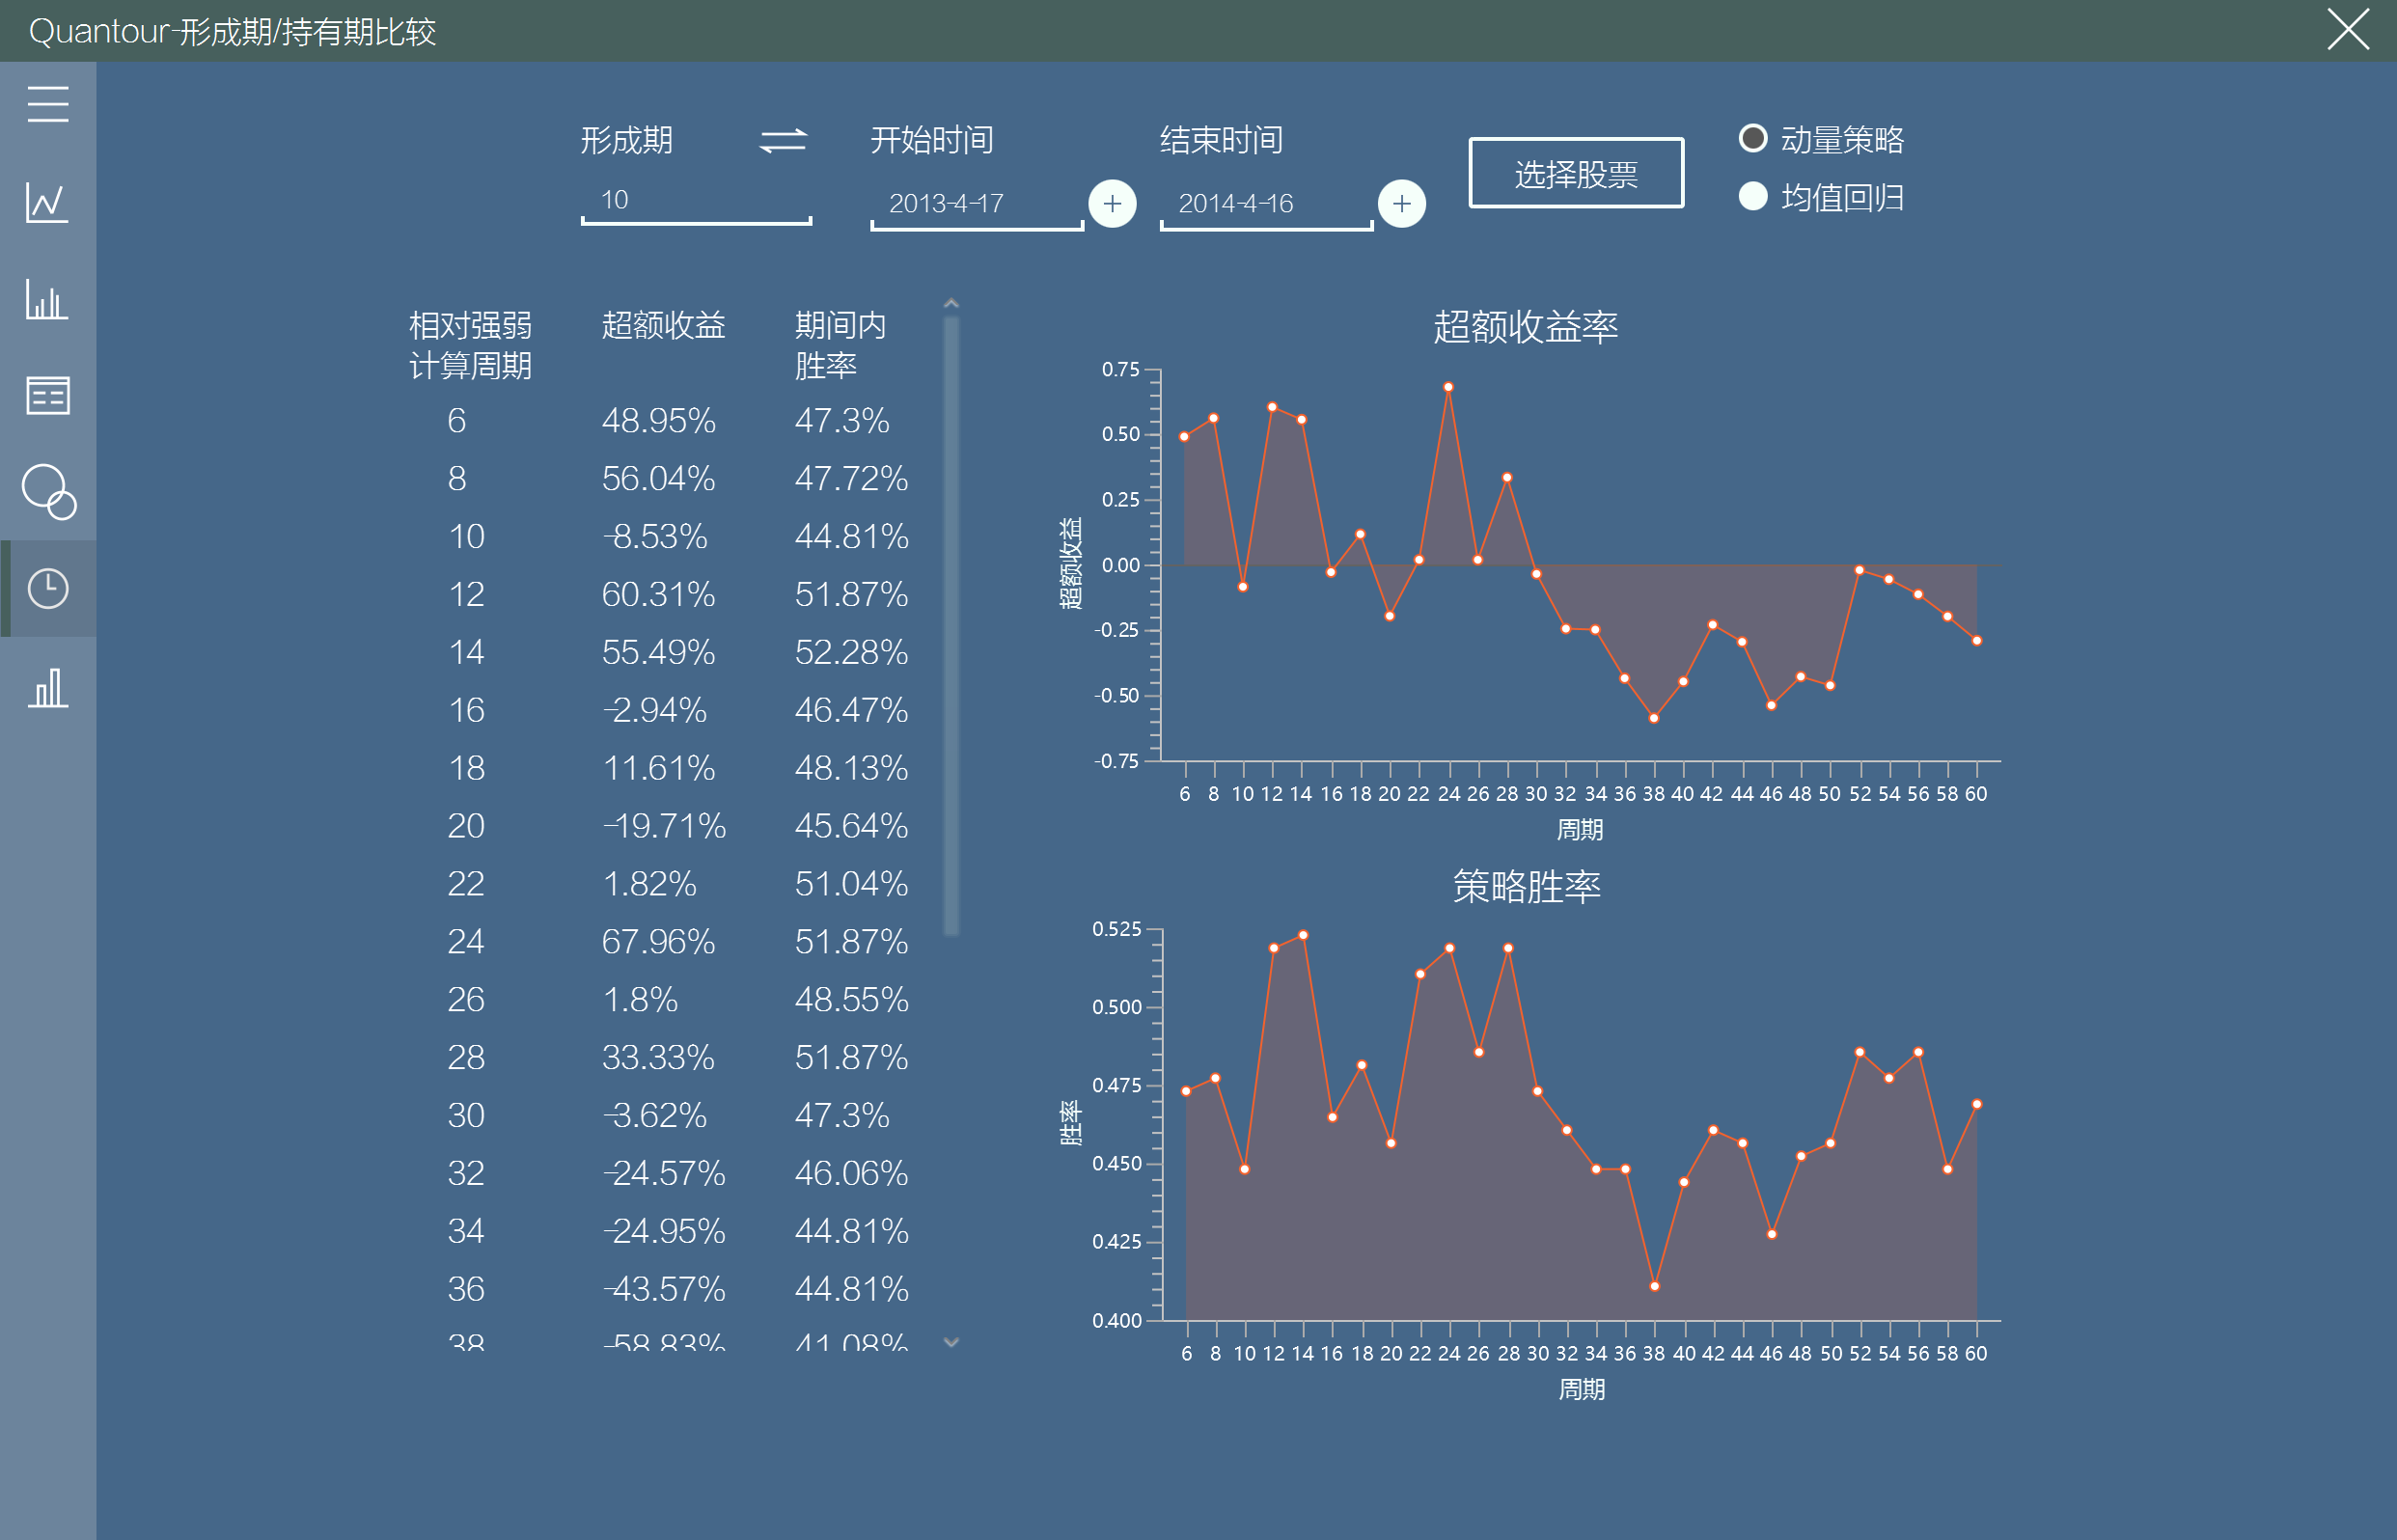 Quantour-形成期/持有期比较
形成期
开始时间
结束时间
10
2013-4-17
2014-4-16
选择股票
动量策略
均值回归
相对强弱计算周期 超额收益 期间内胜率
6 48.95% 47.3%
8 56.04% 47.72%
10 -8.53% 44.81%
12 60.31% 51.87%
14 55.49% 52.28%
16 -2.94% 46.47%
18 11.61% 48.13%
20 -19.71% 45.64%
22 1.82% 51.04%
24 67.96% 51.87%
26 1.8% 48.55%
28 33.33% 51.87%
30 -3.62% 47.3%
32 -24.57% 46.06%
34 -24.95% 44.81%
36 -43.57% 44.81%
38 -58.83% 41.08%
超额收益率
0.75
0.50
0.25
0.00
-0.25
-0.50
-0.75
超额收益
6 8 10 12 14 16 18 20 22 24 26 28 30 32 34 36 38 40 42 44 46 48 50 52 54 56 58 60
周期
策略胜率
0.525
0.500
0.475
0.450
0.425
0.400
胜率
6 8 10 12 14 16 18 20 22 24 26 28 30 32 34 36 38 40 42 44 46 48 50 52 54 56 58 60
周期